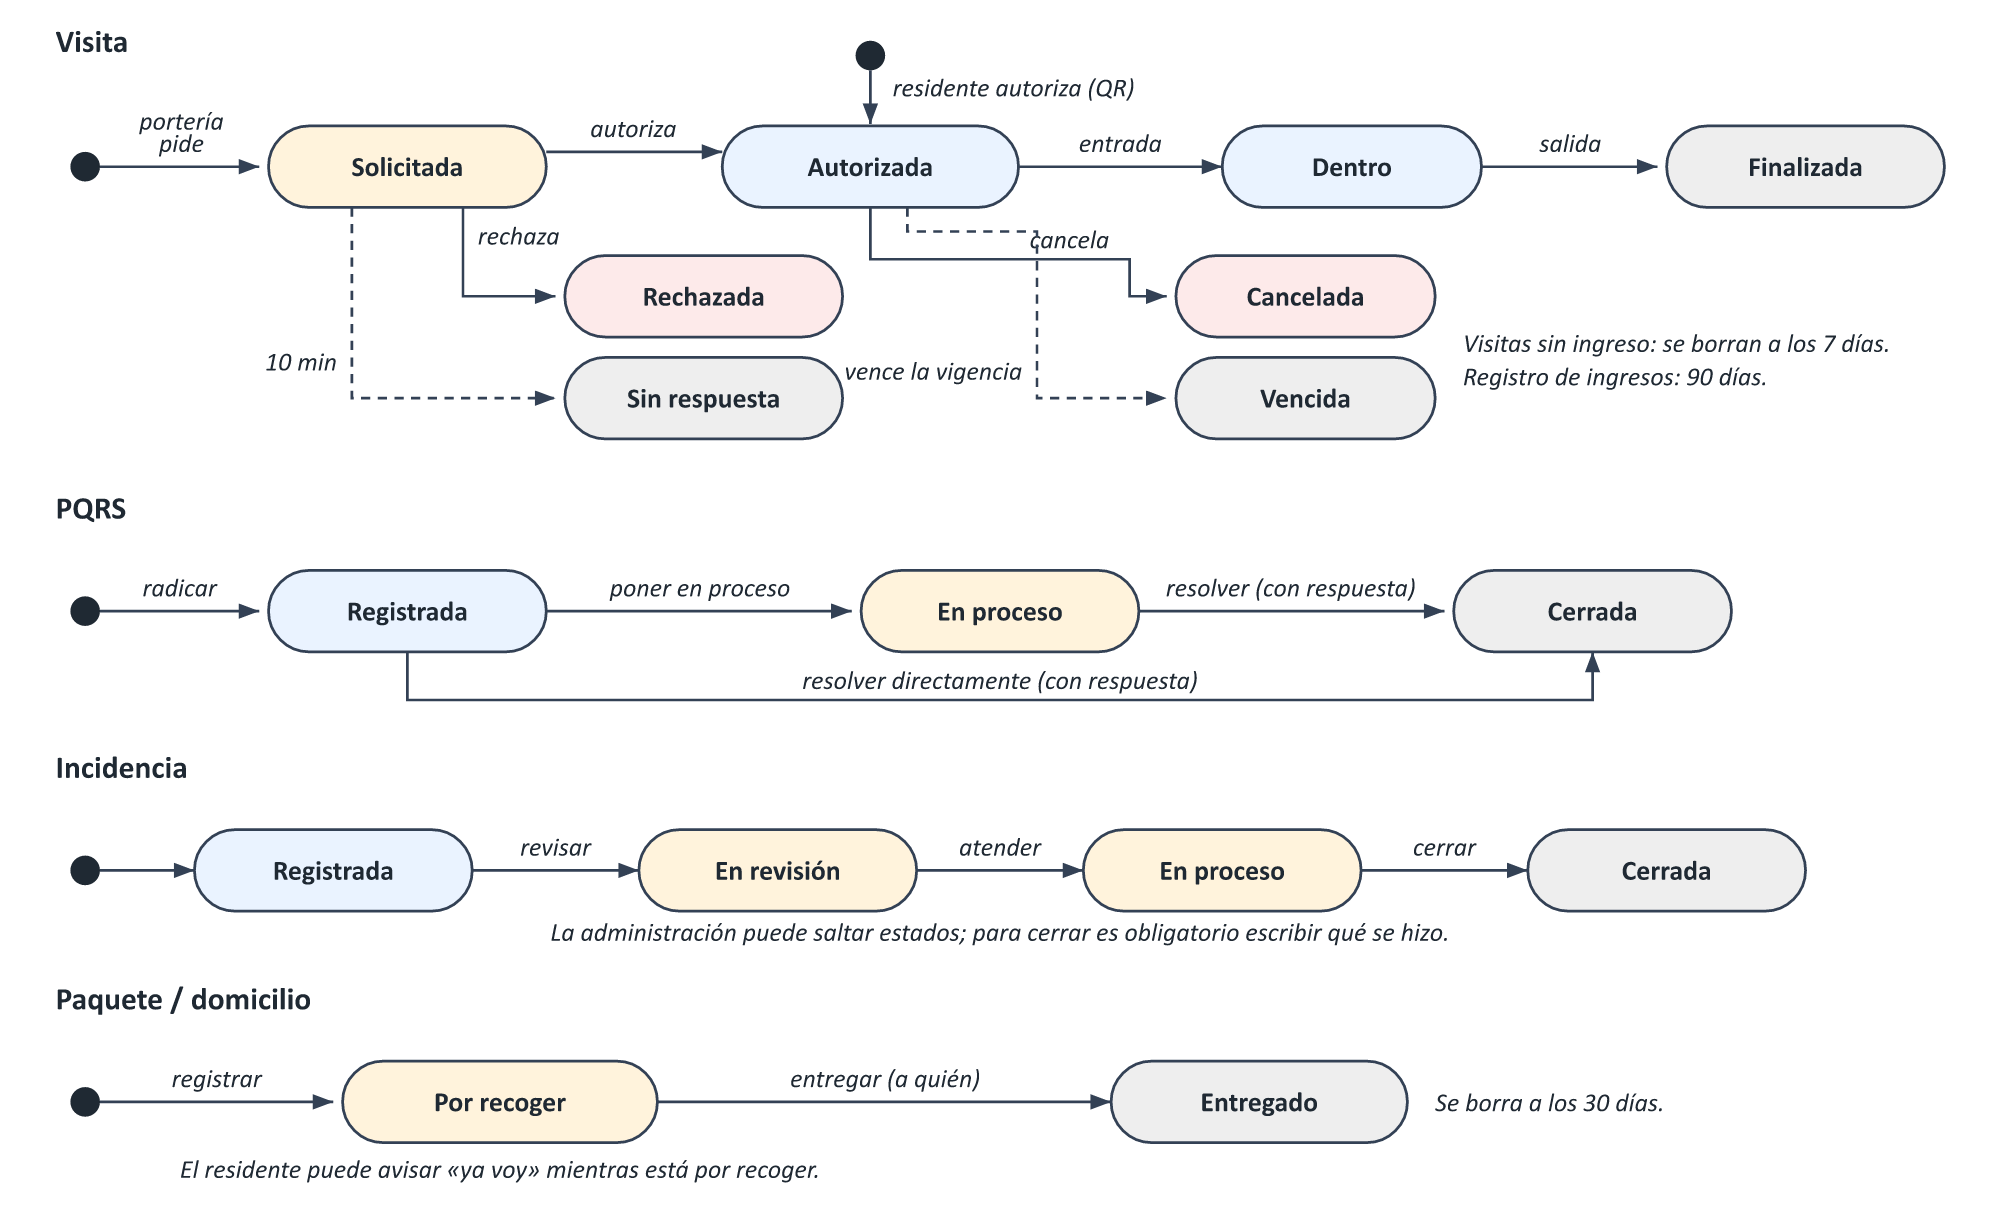 Visita
residente autoriza (QR)
portería
pide
Solicitada
autoriza
Autorizada
entrada
Dentro
salida
Finalizada
rechaza
cancela
Rechazada
Cancelada
10 min
Sin respuesta
vence la vigencia
Vencida
Visitas sin ingreso: se borran a los 7 días.
Registro de ingresos: 90 días.
PQRS
radicar
Registrada
poner en proceso
En proceso
resolver (con respuesta)
Cerrada
resolver directamente (con respuesta)
Incidencia
Registrada
revisar
En revisión
atender
En proceso
cerrar
Cerrada
La administración puede saltar estados; para cerrar es obligatorio escribir qué se hizo.
Paquete / domicilio
registrar
Por recoger
entregar (a quién)
Entregado
Se borra a los 30 días.
El residente puede avisar «ya voy» mientras está por recoger.